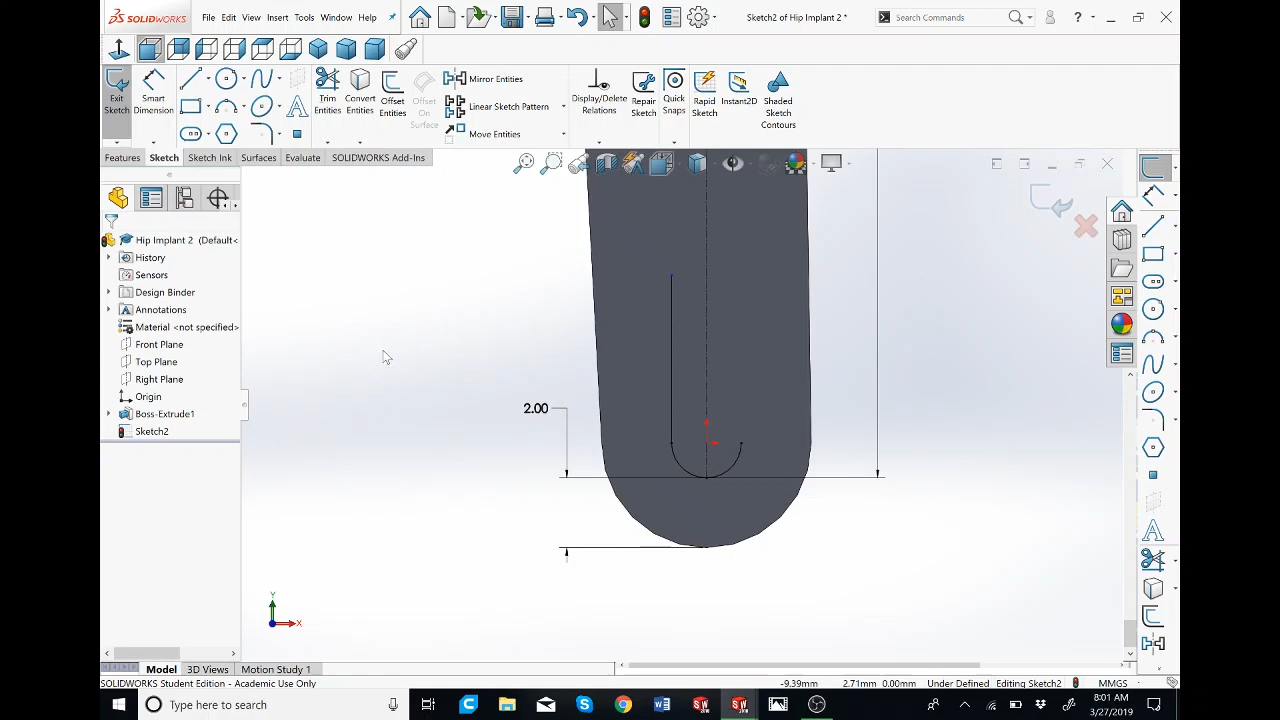 SOLIDWORKS File Edit View Insert Tools Window Help Sketch2 of Hip Implant 2 * Search Commands ?
Exit Sketch
Smart Dimension
Trim Entities
Convert Entities
Offset Entities
Offset On Surface
Mirror Entities
Linear Sketch Pattern
Move Entities
Display/Delete Relations
Repair Sketch
Quick Snaps
Rapid Sketch
Instant2D
Shaded Sketch Contours
Features Sketch Sketch Ink Surfaces Evaluate SOLIDWORKS Add-Ins
Hip Implant 2 (Default<
History
Sensors
Design Binder
Annotations
Material <not specified>
Front Plane
Top Plane
Right Plane
Origin
Boss-Extrude1
Sketch2
2.00
Y
X
Model 3D Views Motion Study 1
SOLIDWORKS Student Edition - Academic Use Only -9.39mm 2.71mm 0.00mm Under Defined Editing Sketch2 MMGS
Type here to search 8:01 AM
3/27/2019